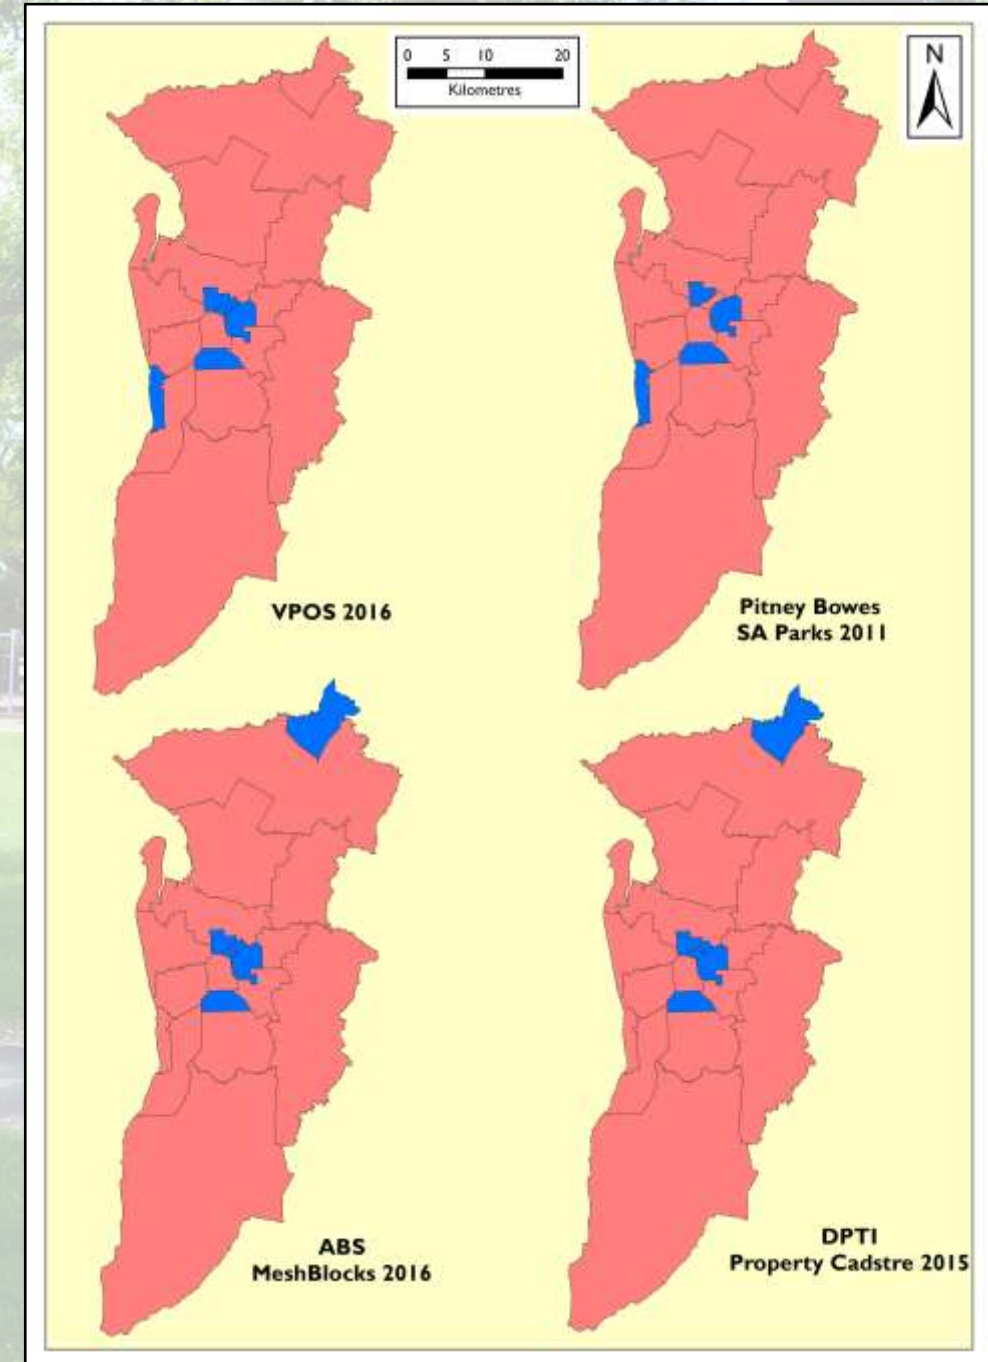 0 5 10 20
Kilometres
N
VPOS 2016
Pitney Bowes
SA Parks 2011
ABS
MeshBlocks 2016
DPTI
Property Cadstre 2015